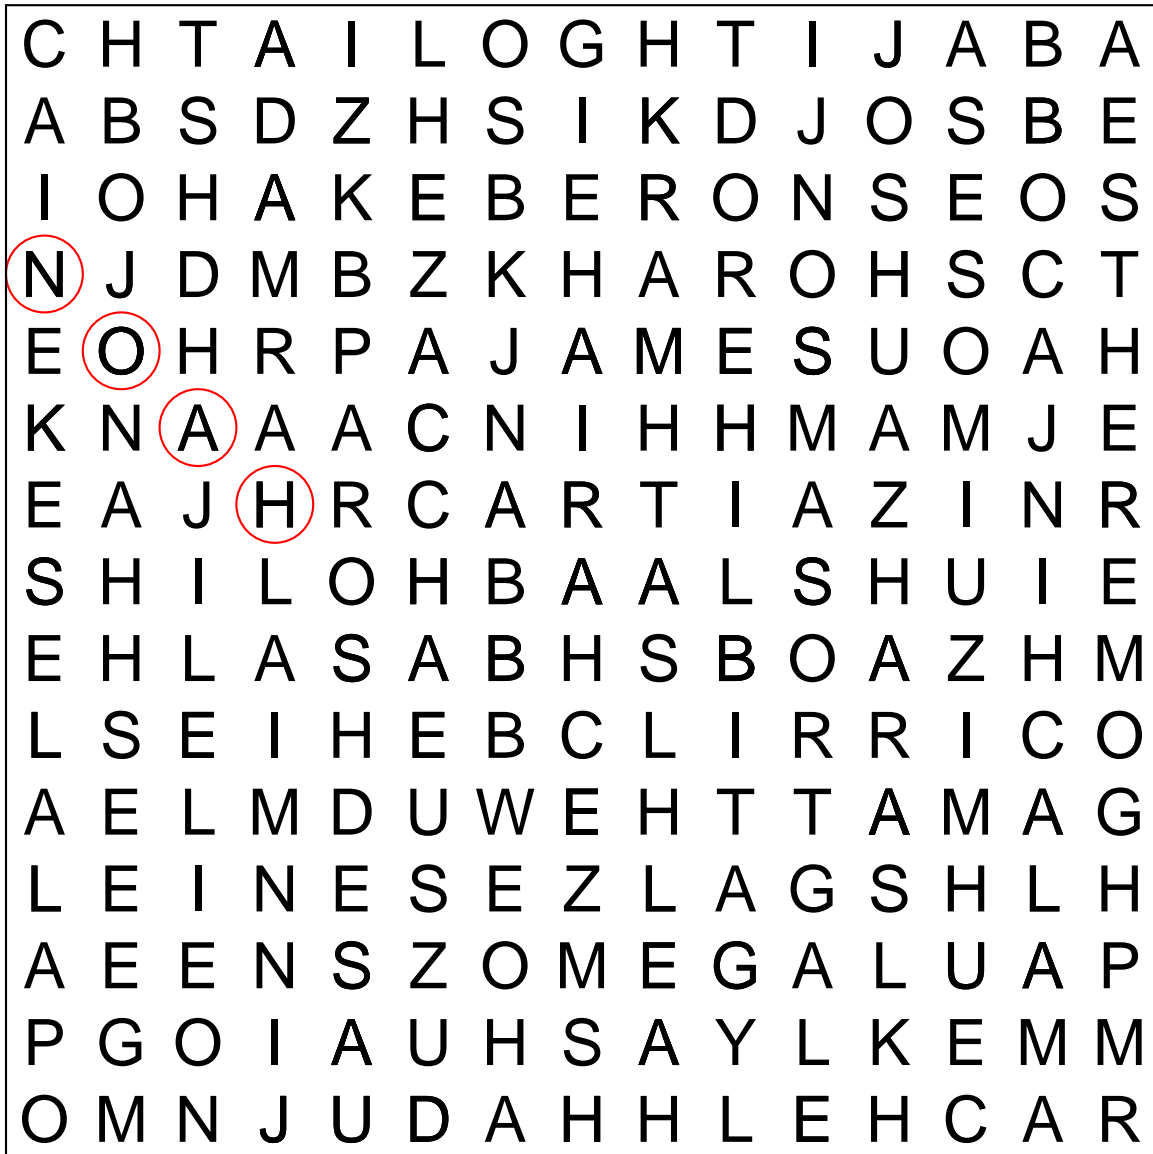 C H T A I L O G H T I J A B A
A B S D Z H S I K D J O S B E
I O H A K E B E R O N S E O S
N J D M B Z K H A R O H S C T
E O H R P A J A M E S U O A H
K N A A A C N I H H M A M J E
E A J H R C A R T I A Z I N R
S H I L O H B A A L S H U I E
E H L A S A B H S B O A Z H M
L S E I H E B C L I R R I C O
A E L M D U W E H T T A M A G
L E I N E S E Z L A G S H L H
A E E N S Z O M E G A L U A P
P G O I A U H S A Y L K E M M
O M N J U D A H H L E H C A R